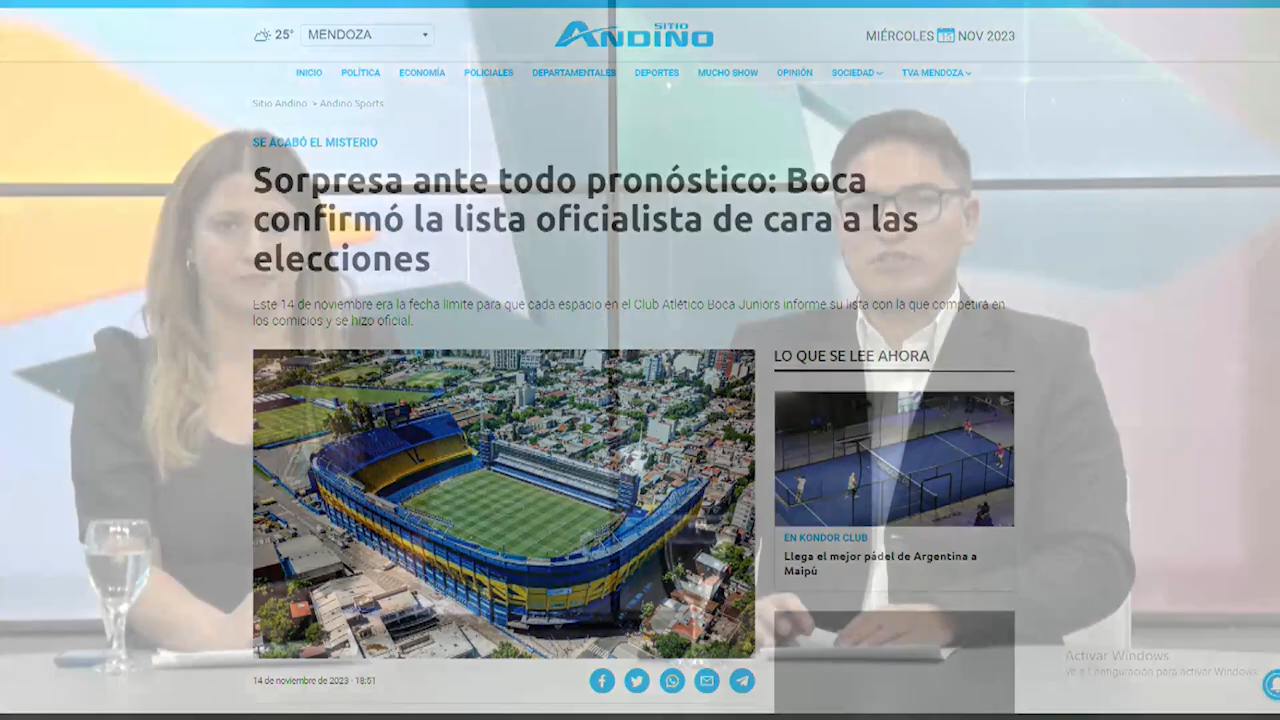 25°
MENDOZA
SITIO
ANDINO
MIÉRCOLES 15 NOV 2023
INICIO POLÍTICA ECONOMÍA POLICIALES DEPARTAMENTALES DEPORTES MUCHO SHOW OPINIÓN SOCIEDAD TVA MENDOZA
Sitio Andino > Andino Sports
SE ACABÓ EL MISTERIO
Sorpresa ante todo pronóstico: Boca
confirmó la lista oficialista de cara a las
elecciones
Este 14 de noviembre era la fecha límite para que cada espacio en el Club Atlético Boca Juniors informe su lista con la que competirá en
los comicios y se hizo oficial.
LO QUE SE LEE AHORA
EN KONDOR CLUB
Llega el mejor pádel de Argentina a
Maipú
14 de noviembre de 2023 - 18:51
Activar Windows
Ve a Configuración para activar Windows.